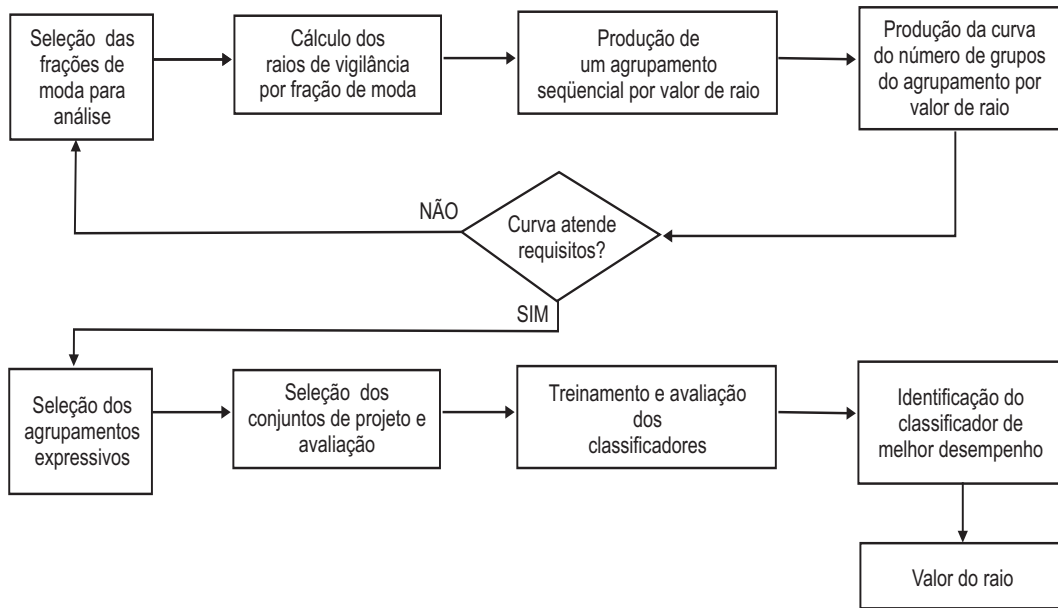 Seleção das
frações de
moda para
análise
Cálculo dos
raios de vigilância
por fração de moda
Produção de
um agrupamento
seqüencial por valor de raio
Produção da curva
do número de grupos
do agrupamento por
valor de raio
NÃO
Curva atende
requisitos?
SIM
Seleção dos
agrupamentos
expressivos
Seleção dos
conjuntos de projeto e
avaliação
Treinamento e avaliação
dos
classificadores
Identificação do
classificador de
melhor desempenho
Valor do raio